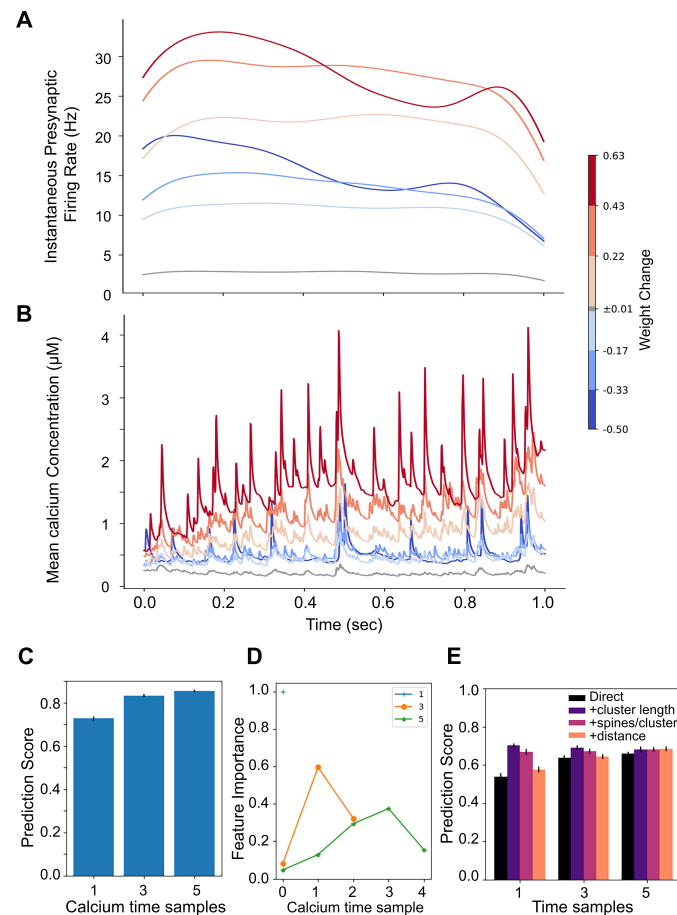 A
Instantaneous Presynaptic
Firing Rate (Hz)
30
25
20
15
10
5
0
B
Mean calcium Concentration (μM)
4
3
2
1
0
0.0 0.2 0.4 0.6 0.8 1.0
Time (sec)
0.63
0.43
0.22
±0.01
-0.17
-0.33
-0.50
Weight Change
C
Prediction Score
0.8
0.6
0.4
0.2
0.0
1 3 5
Calcium time samples
D
Feature Importance
1.0
0.8
0.6
0.4
0.2
0.0
1
3
5
0 1 2 3 4
Calcium time sample
E
Prediction Score
1.0
0.8
0.6
0.4
0.2
0.0
Direct
+cluster length
+spines/cluster
+distance
1 3 5
Time samples